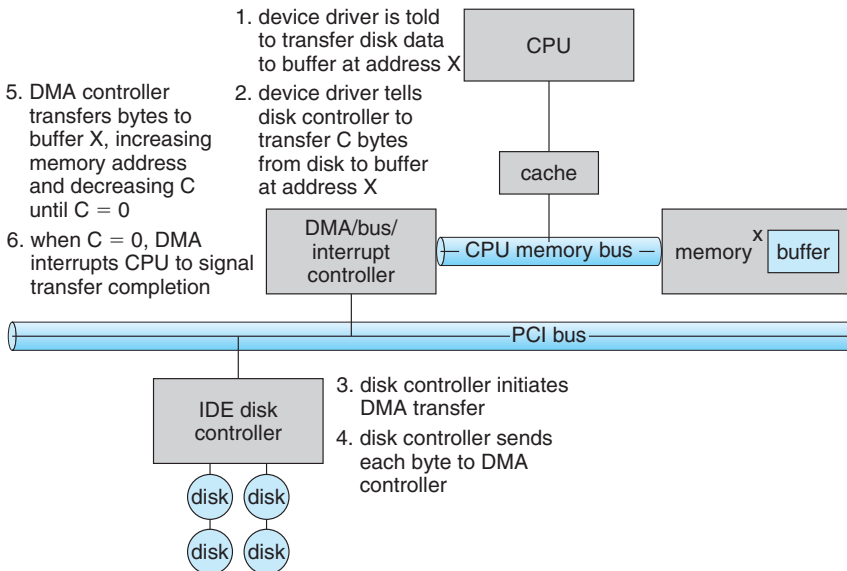 1. device driver is told
to transfer disk data
to buffer at address X
CPU
5. DMA controller
transfers bytes to
buffer X, increasing
memory address
and decreasing C
until C = 0
2. device driver tells
disk controller to
transfer C bytes
from disk to buffer
at address X
cache
6. when C = 0, DMA
interrupts CPU to signal
transfer completion
DMA/bus/
interrupt
controller
CPU memory bus
memory
x
buffer
PCI bus
IDE disk
controller
3. disk controller initiates
DMA transfer
4. disk controller sends
each byte to DMA
controller
disk
disk
disk
disk